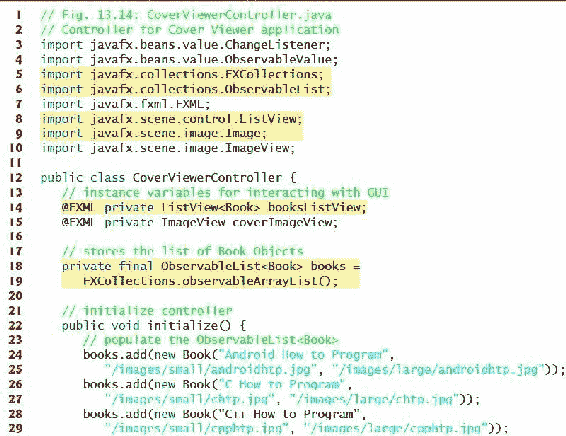 1 // Fig. 13.14: CoverViewerController.java
2 // Controller for Cover Viewer application
3 import javafx.beans.value.ChangeListener;
4 import javafx.beans.value.ObservableValue;
5 import javafx.collections.FXCollections;
6 import javafx.collections.ObservableList;
7 import javafx.fxml.FXML;
8 import javafx.scene.control.ListView;
9 import javafx.scene.image.Image;
10 import javafx.scene.image.ImageView;
11
12 public class CoverViewerController {
13 // instance variables for interacting with GUI
14 @FXML private ListView<Book> booksListView;
15 @FXML private ImageView coverImageView;
16
17 // stores the list of Book Objects
18 private final ObservableList<Book> books =
19 FXCollections.observableArrayList();
20
21 // initialize controller
22 public void initialize() {
23 // populate the ObservableList<Book>
24 books.add(new Book("Android How to Program",
25 "/images/small/androidhtp.jpg", "/images/large/androidhtp.jpg"));
26 books.add(new Book("C How to Program",
27 "/images/small/chtp.jpg", "/images/large/chtp.jpg"));
28 books.add(new Book("C++ How to Program",
29 "/images/small/cpphtp.jpg", "/images/large/cpphtp.jpg"));